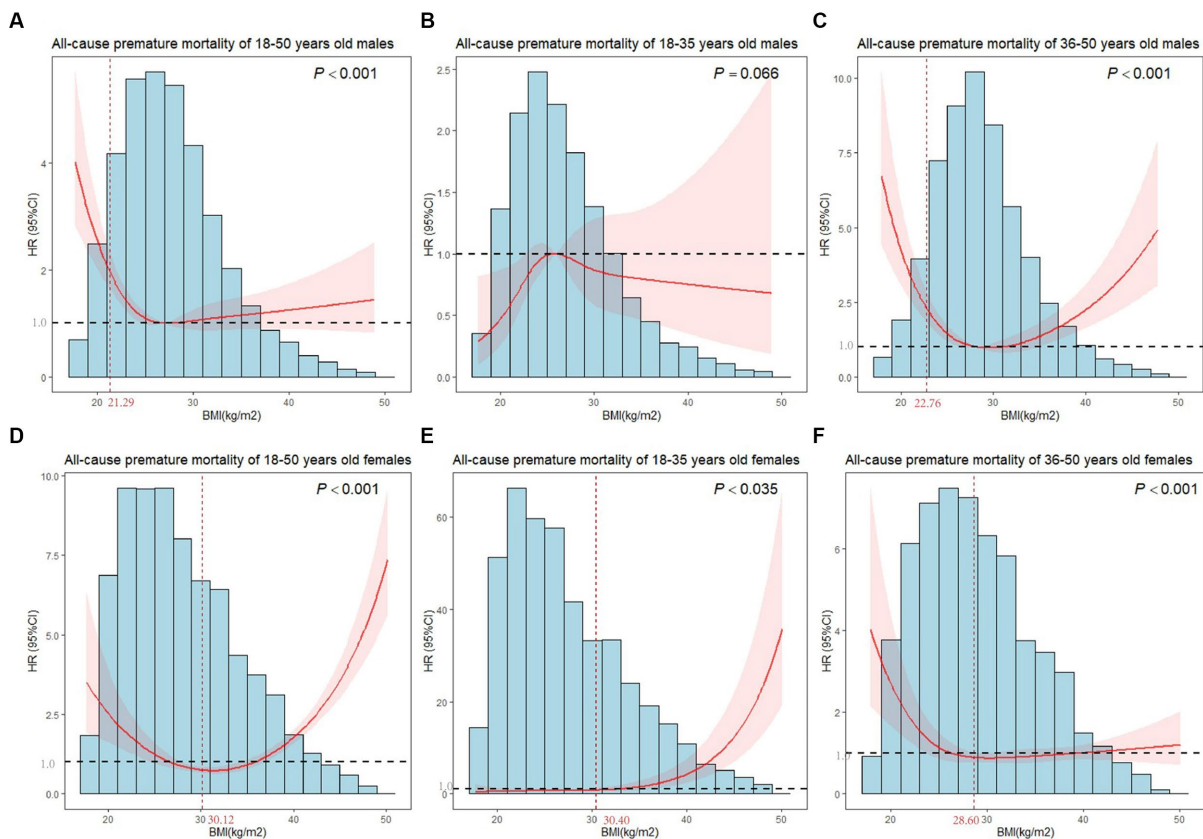 A
All-cause premature mortality of 18-50 years old males
P < 0.001
HR (95%CI)
4
2
1.0
0
20
21.29
30
40
50
BMI(kg/m2)
B
All-cause premature mortality of 18-35 years old males
P = 0.066
HR (95%CI)
2.5
2.0
1.5
1.0
0.5
0.0
20
30
40
50
BMI(kg/m2)
C
All-cause premature mortality of 36-50 years old males
P < 0.001
HR (95%CI)
10.0
7.5
5.0
2.5
1.0
0.0
20
22.76
30
40
50
BMI(kg/m2)
D
All-cause premature mortality of 18-50 years old females
P < 0.001
HR (95%CI)
10.0
7.5
5.0
2.5
1.0
0.0
20
30
30.12
40
50
BMI(kg/m2)
E
All-cause premature mortality of 18-35 years old females
P < 0.035
HR (95%CI)
60
40
20
1.0
0
20
30
30.40
40
50
BMI(kg/m2)
F
All-cause premature mortality of 36-50 years old females
P < 0.001
HR (95%CI)
6
4
2
1.0
0
20
28.60
30
40
50
BMI(kg/m2)